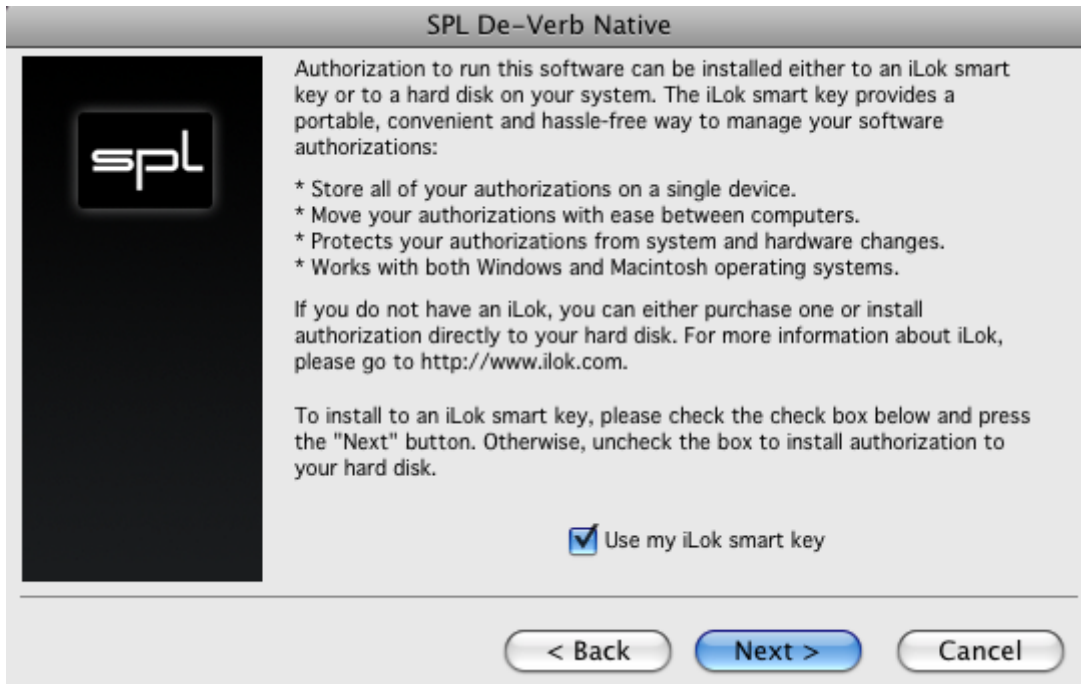 SPL De-Verb Native
spl
Authorization to run this software can be installed either to an iLok smart
key or to a hard disk on your system. The iLok smart key provides a
portable, convenient and hassle-free way to manage your software
authorizations:
* Store all of your authorizations on a single device.
* Move your authorizations with ease between computers.
* Protects your authorizations from system and hardware changes.
* Works with both Windows and Macintosh operating systems.
If you do not have an iLok, you can either purchase one or install
authorization directly to your hard disk. For more information about iLok,
please go to http://www.ilok.com.
To install to an iLok smart key, please check the check box below and press
the "Next" button. Otherwise, uncheck the box to install authorization to
your hard disk.
Use my iLok smart key
< Back
Next >
Cancel